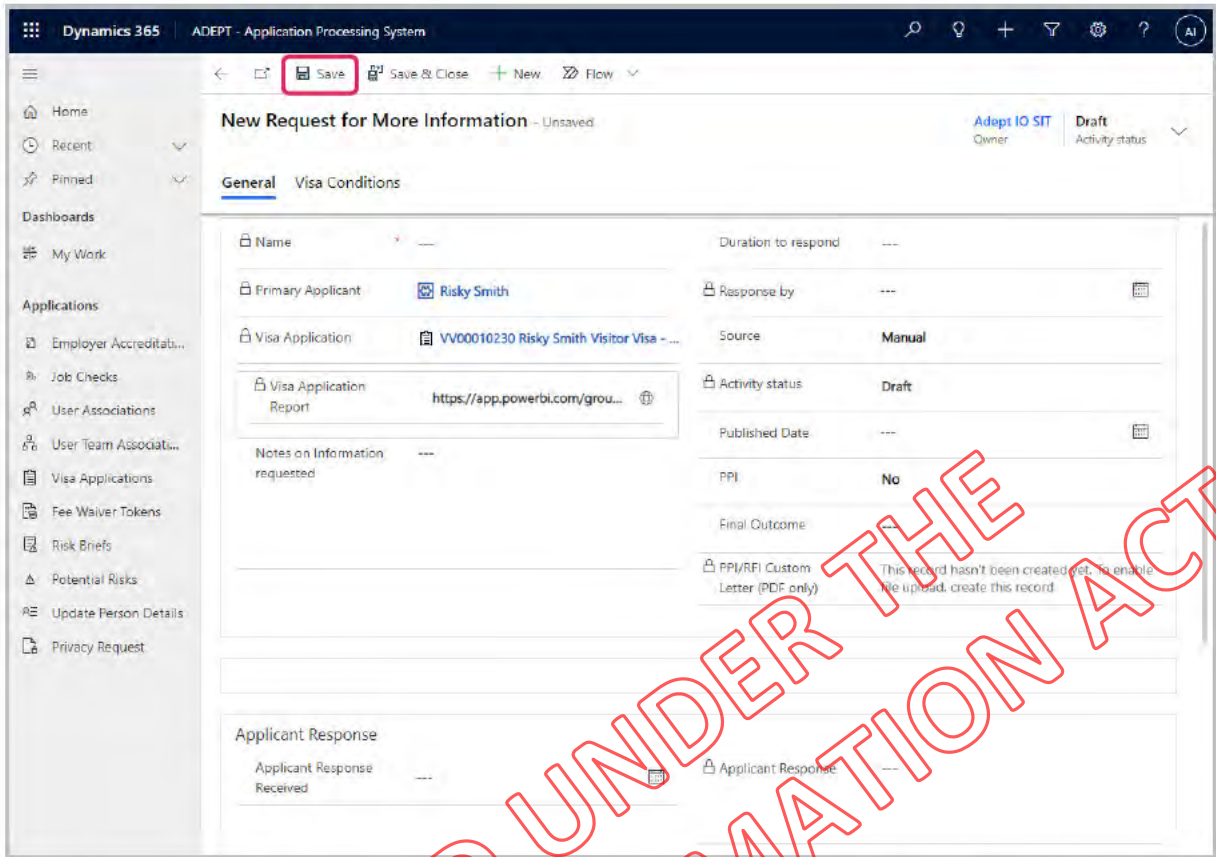 Dynamics 365 ADEPT - Application Processing System AI
Save Save & Close New Flow
Home
Recent
Pinned
Dashboards
My Work
Applications
Employer Accreditati...
Job Checks
User Associations
User Team Associati...
Visa Applications
Fee Waiver Tokens
Risk Briefs
Potential Risks
Update Person Details
Privacy Request
New Request for More Information - Unsaved
Adept IO SIT Draft
Owner Activity status
General Visa Conditions
Name * ---
Primary Applicant Risky Smith
Visa Application VV00010230 Risky Smith Visitor Visa - ...
Visa Application
Report
https://app.powerbi.com/grou...
Notes on Information
requested
---
Duration to respond ---
Response by ---
Source Manual
Activity status Draft
Published Date ---
PPI No
Final Outcome ---
PPI/RFI Custom
Letter (PDF only)
This record hasn't been created yet. To enable
file upload, create this record
Applicant Response
Applicant Response
Received
---
Applicant Response ---
UNDER THE
MATION ACT